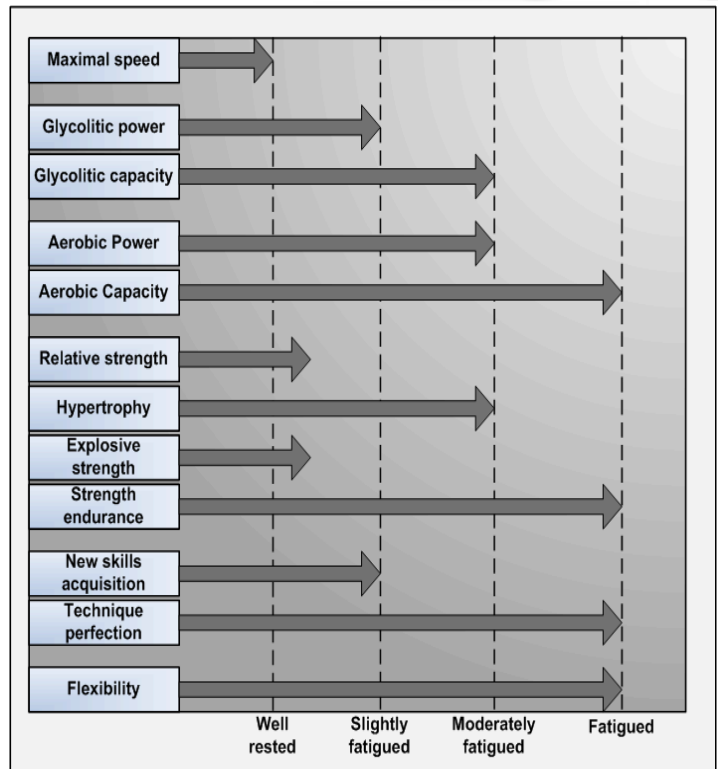 Maximal speed
Glycolitic power
Glycolitic capacity
Aerobic Power
Aerobic Capacity
Relative strength
Hypertrophy
Explosive
strength
Strength
endurance
New skills
acquisition
Technique
perfection
Flexibility
Well
rested
Slightly
fatigued
Moderately
fatigued
Fatigued